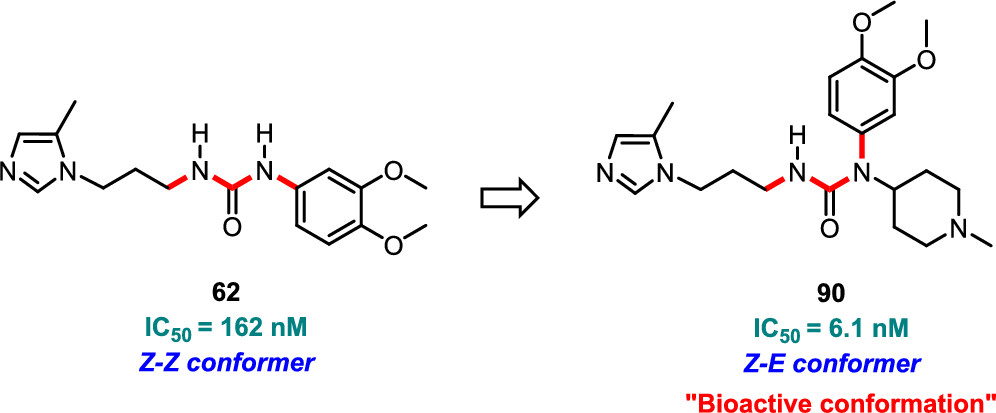 H
N
N
N
H
N
O
O
O
62
IC50 = 162 nM
Z-Z conformer
O
O
H
N
N
N
N
O
N
90
IC50 = 6.1 nM
Z-E conformer
"Bioactive conformation"